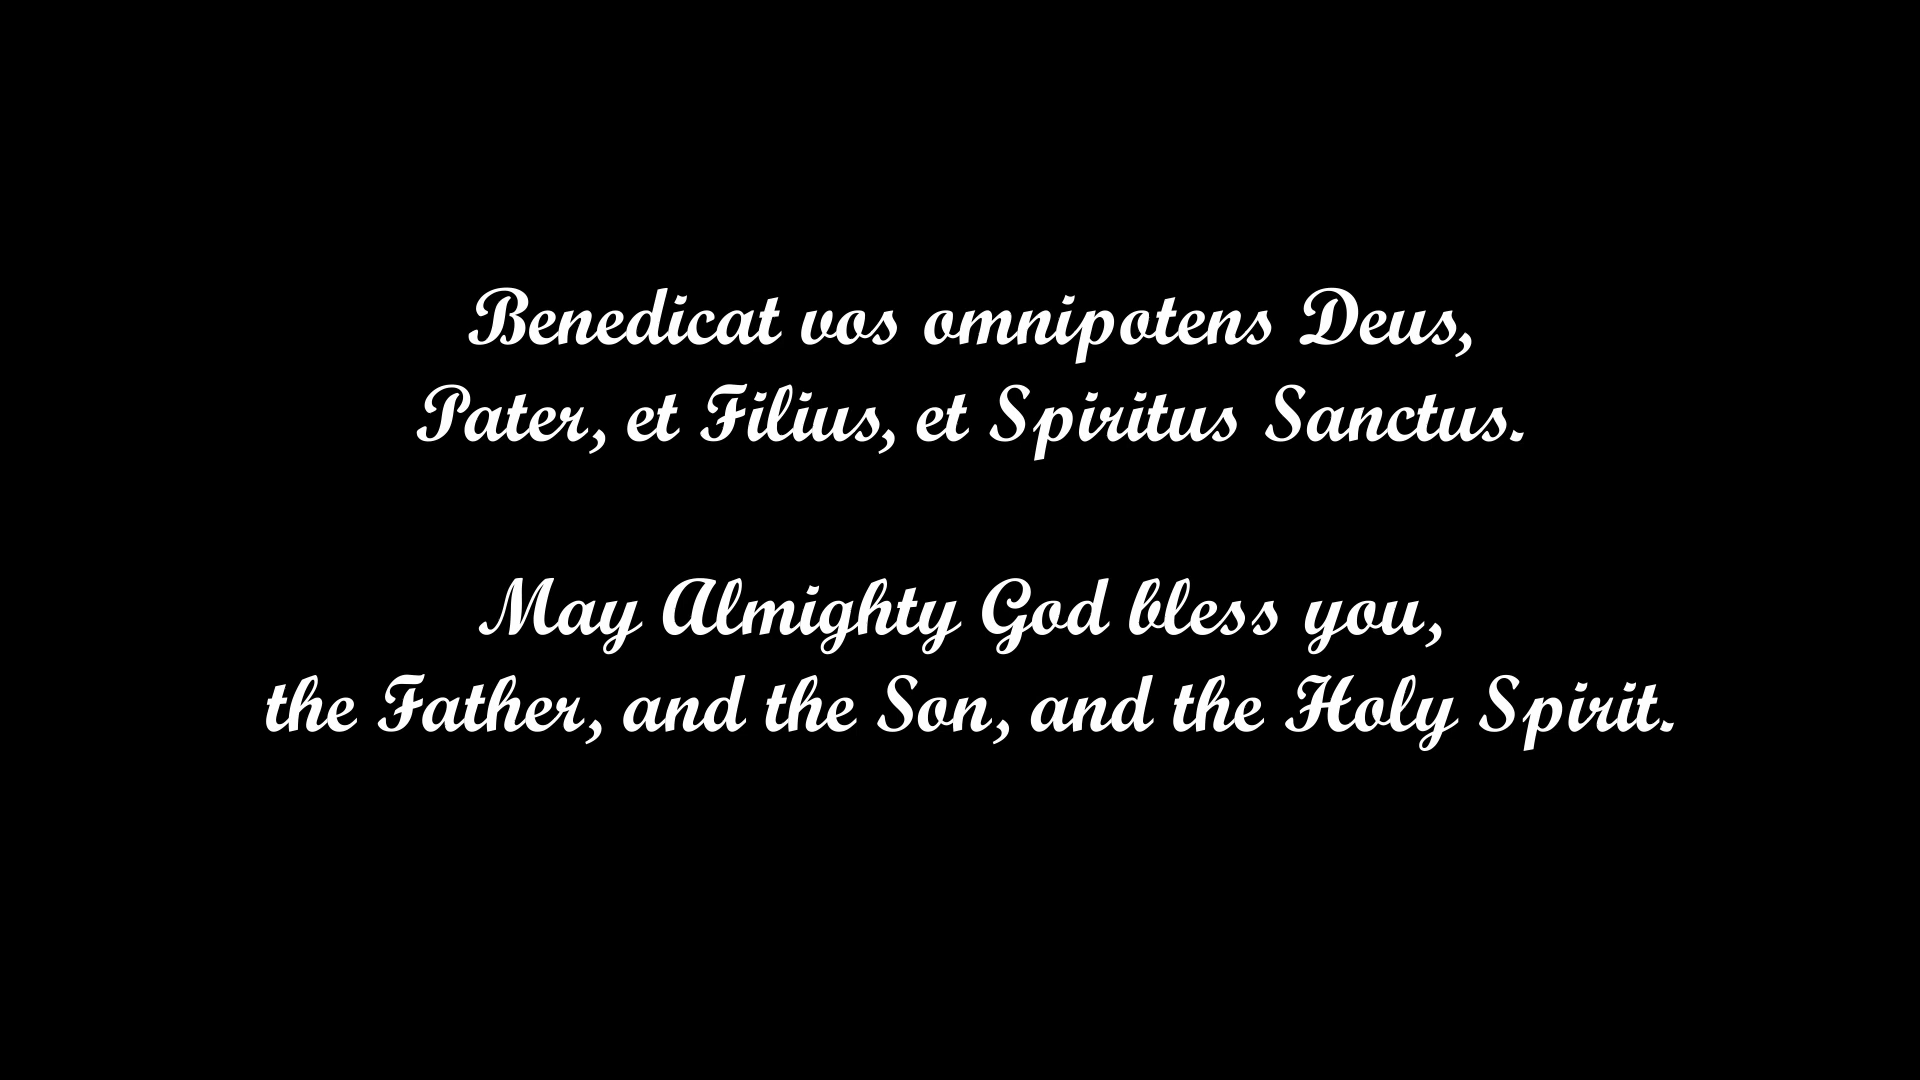 Benedicat vos omnipotens Deus,
Pater, et Filius, et Spiritus Sanctus.
May Almighty God bless you,
the Father, and the Son, and the Holy Spirit.